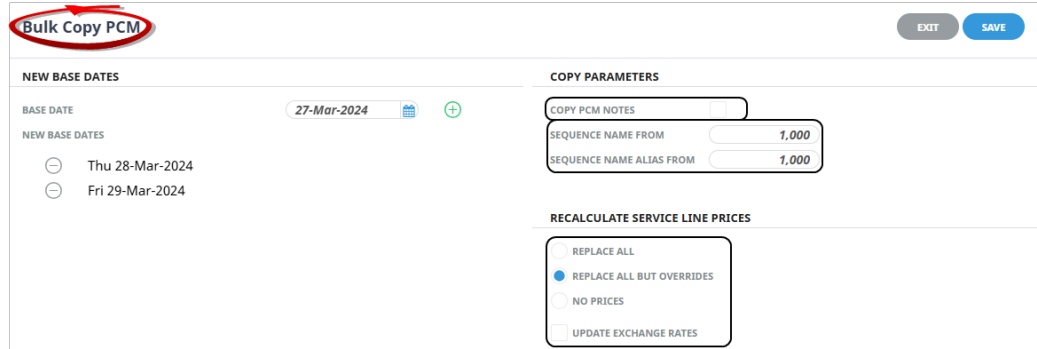 Bulk Copy PCM
EXIT
SAVE
NEW BASE DATES
BASE DATE
27-Mar-2024
NEW BASE DATES
Thu 28-Mar-2024
Fri 29-Mar-2024
COPY PARAMETERS
COPY PCM NOTES
SEQUENCE NAME FROM
1,000
SEQUENCE NAME ALIAS FROM
1,000
RECALCULATE SERVICE LINE PRICES
REPLACE ALL
REPLACE ALL BUT OVERRIDES
NO PRICES
UPDATE EXCHANGE RATES